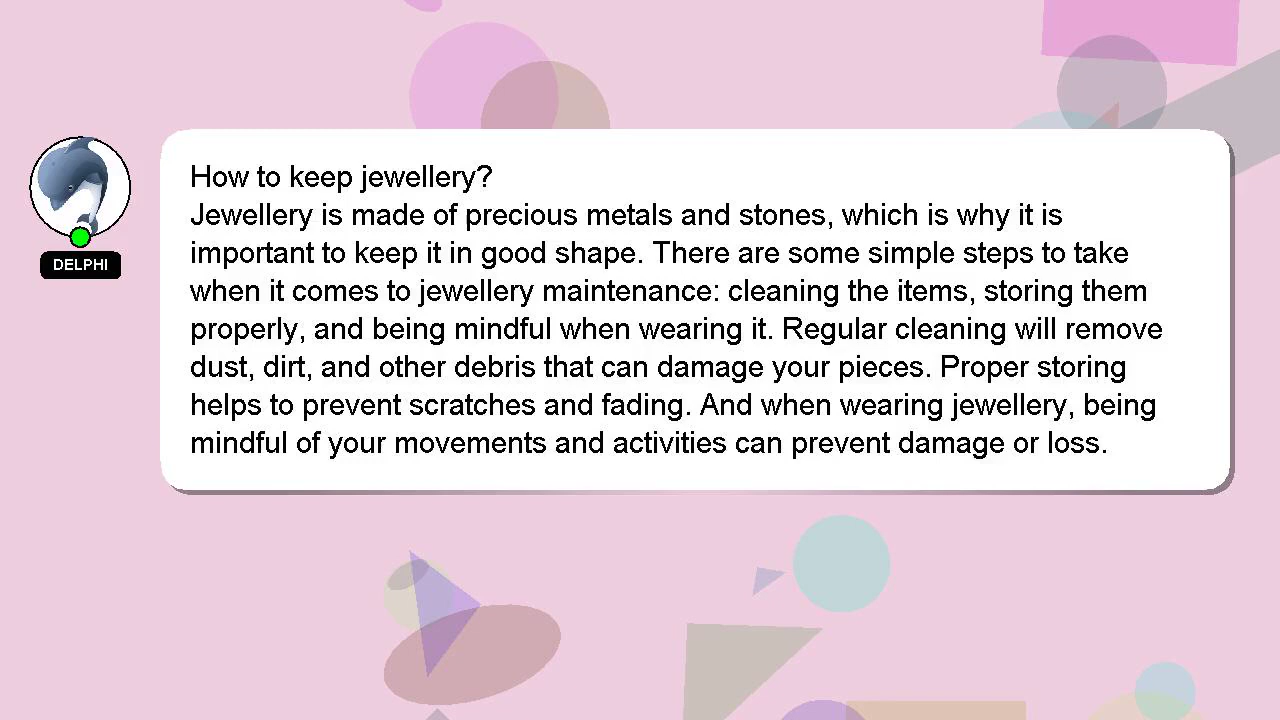 How to keep jewellery?
Jewellery is made of precious metals and stones, which is why it is
important to keep it in good shape. There are some simple steps to take
when it comes to jewellery maintenance: cleaning the items, storing them
properly, and being mindful when wearing it. Regular cleaning will remove
dust, dirt, and other debris that can damage your pieces. Proper storing
helps to prevent scratches and fading. And when wearing jewellery, being
mindful of your movements and activities can prevent damage or loss.
DELPHI